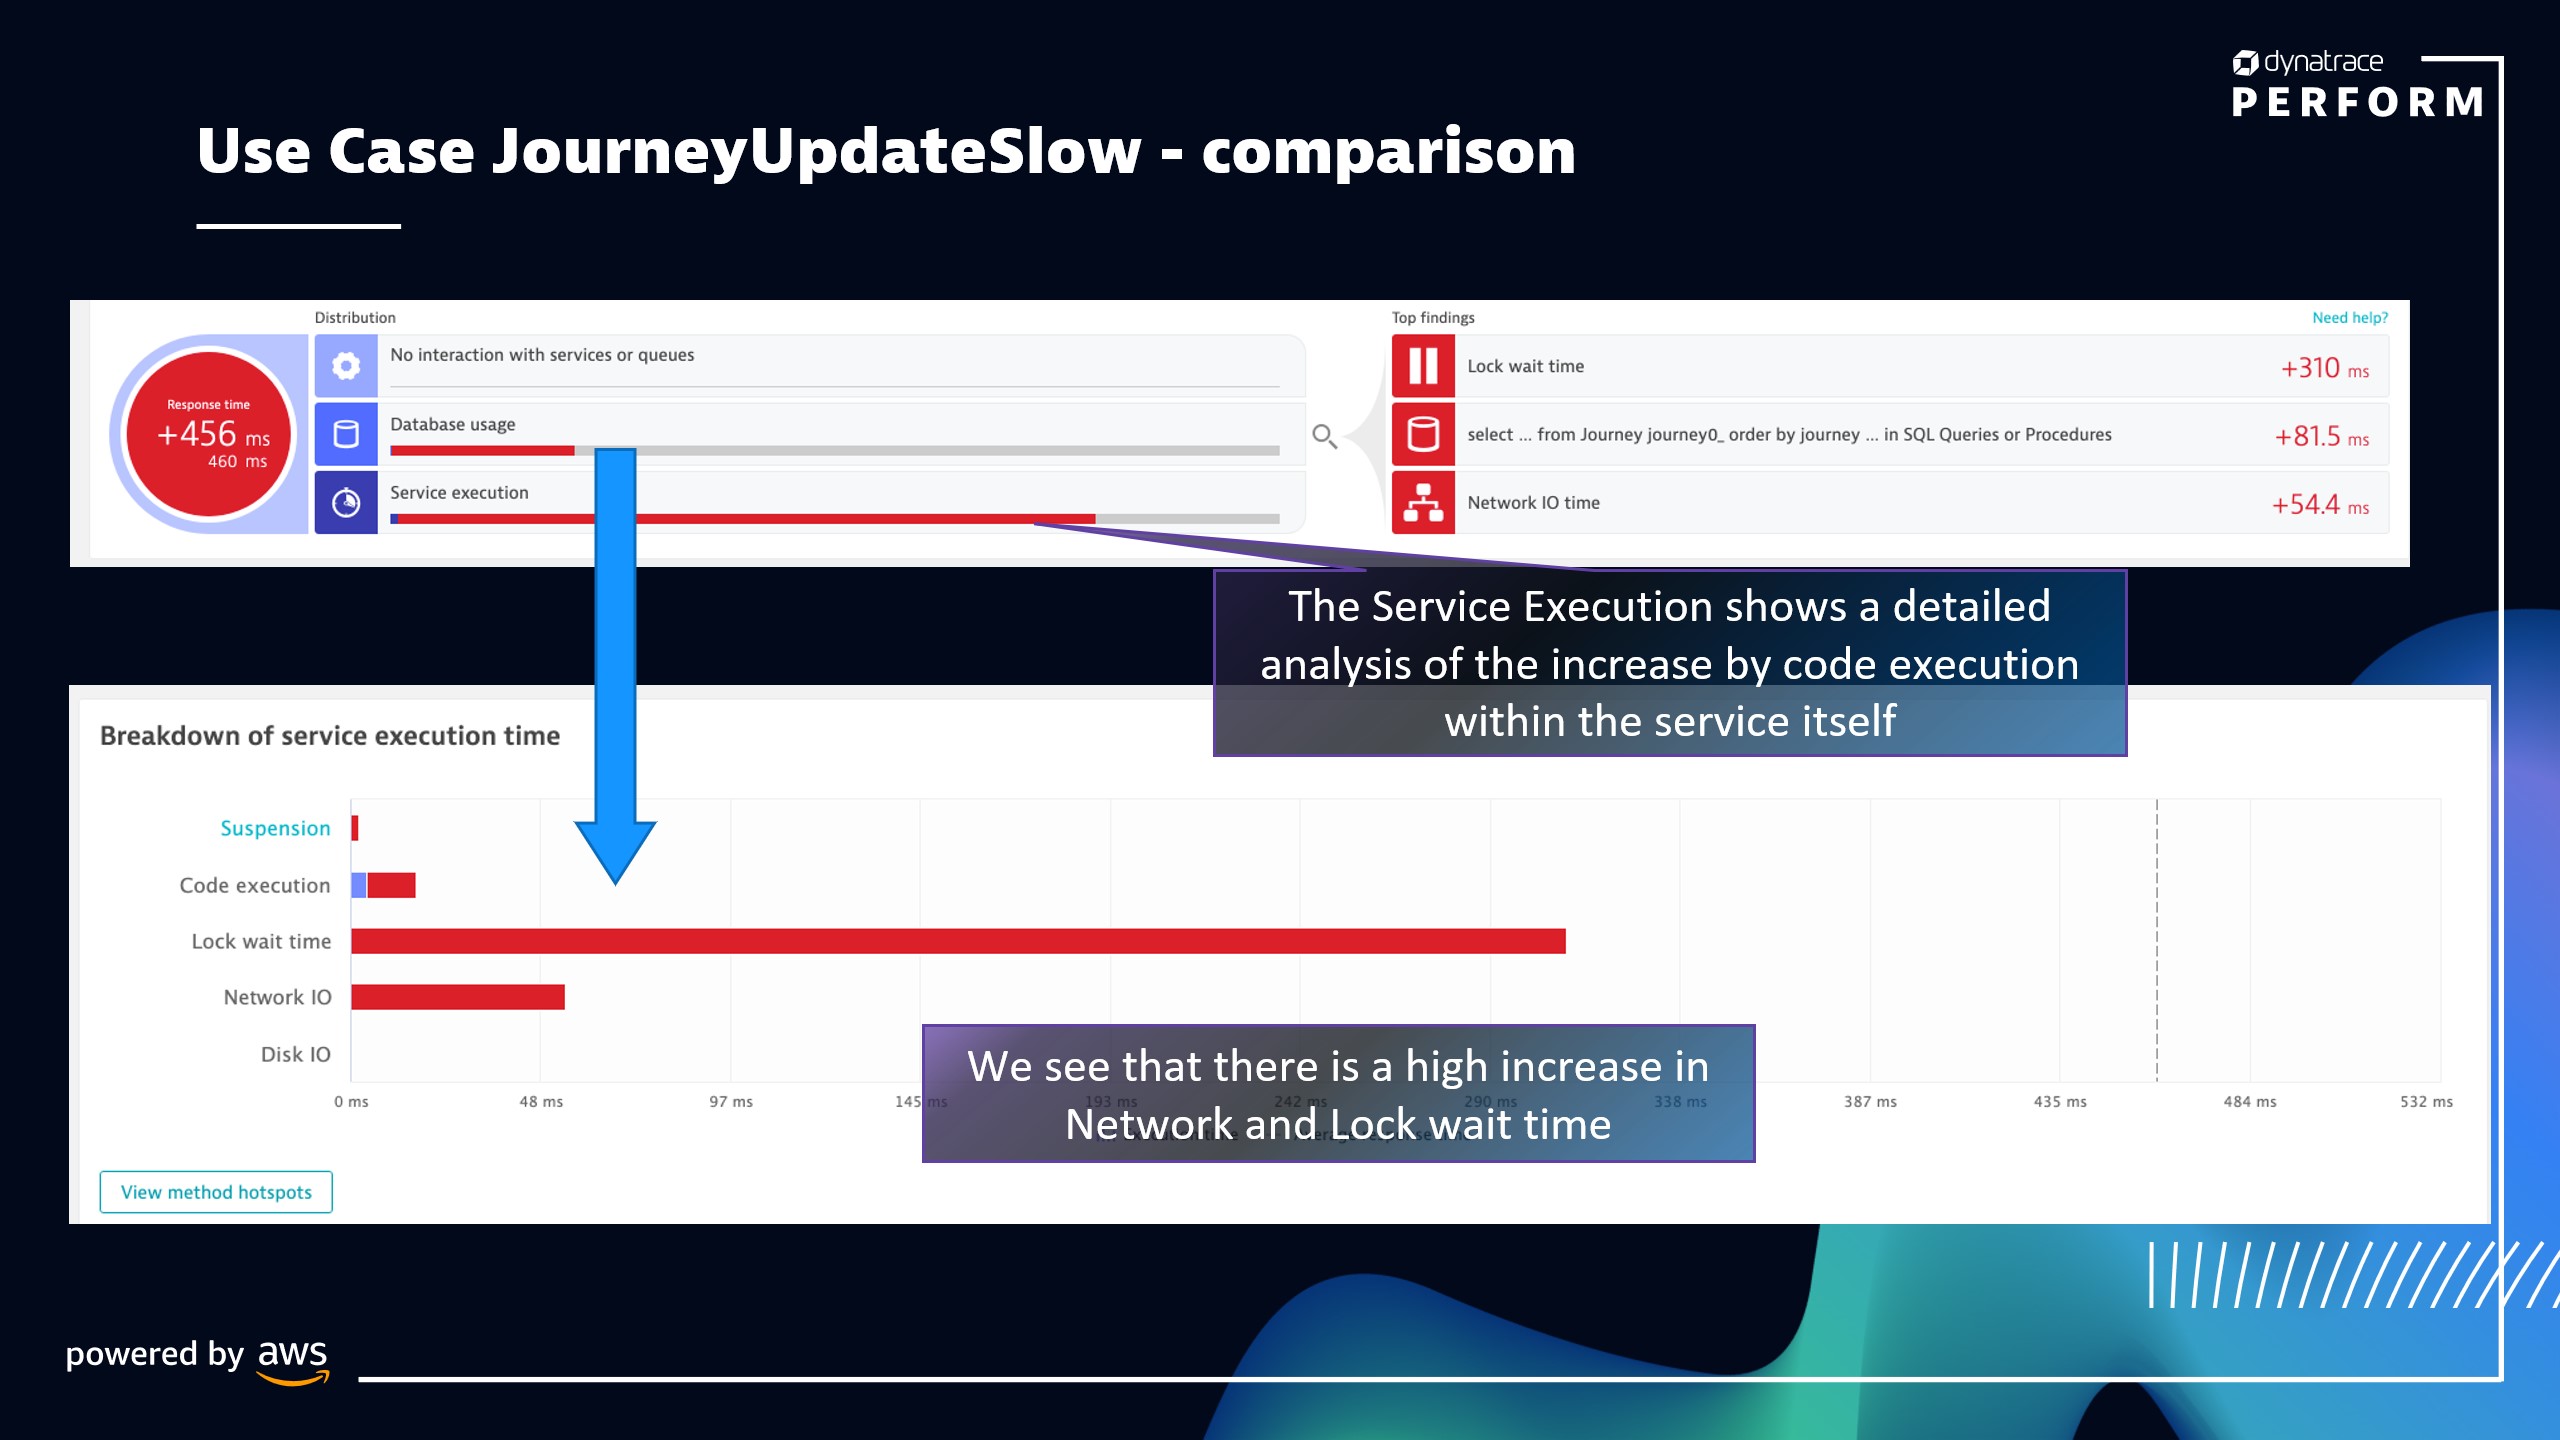 dynatrace
PERFORM
Use Case JourneyUpdateSlow - comparison
Distribution
Response time
+456 ms
460 ms
No interaction with services or queues
Database usage
Service execution
Top findings
Need help?
Lock wait time
+310 ms
select ... from Journey journey0_ order by journey ... in SQL Queries or Procedures
+81.5 ms
Network IO time
+54.4 ms
The Service Execution shows a detailed
analysis of the increase by code execution
within the service itself
Breakdown of service execution time
Suspension
Code execution
Lock wait time
Network IO
Disk IO
0 ms 48 ms 97 ms 145 ms 193 ms 242 ms 290 ms 338 ms 387 ms 435 ms 484 ms 532 ms
We see that there is a high increase in
Network and Lock wait time
View method hotspots
powered by aws